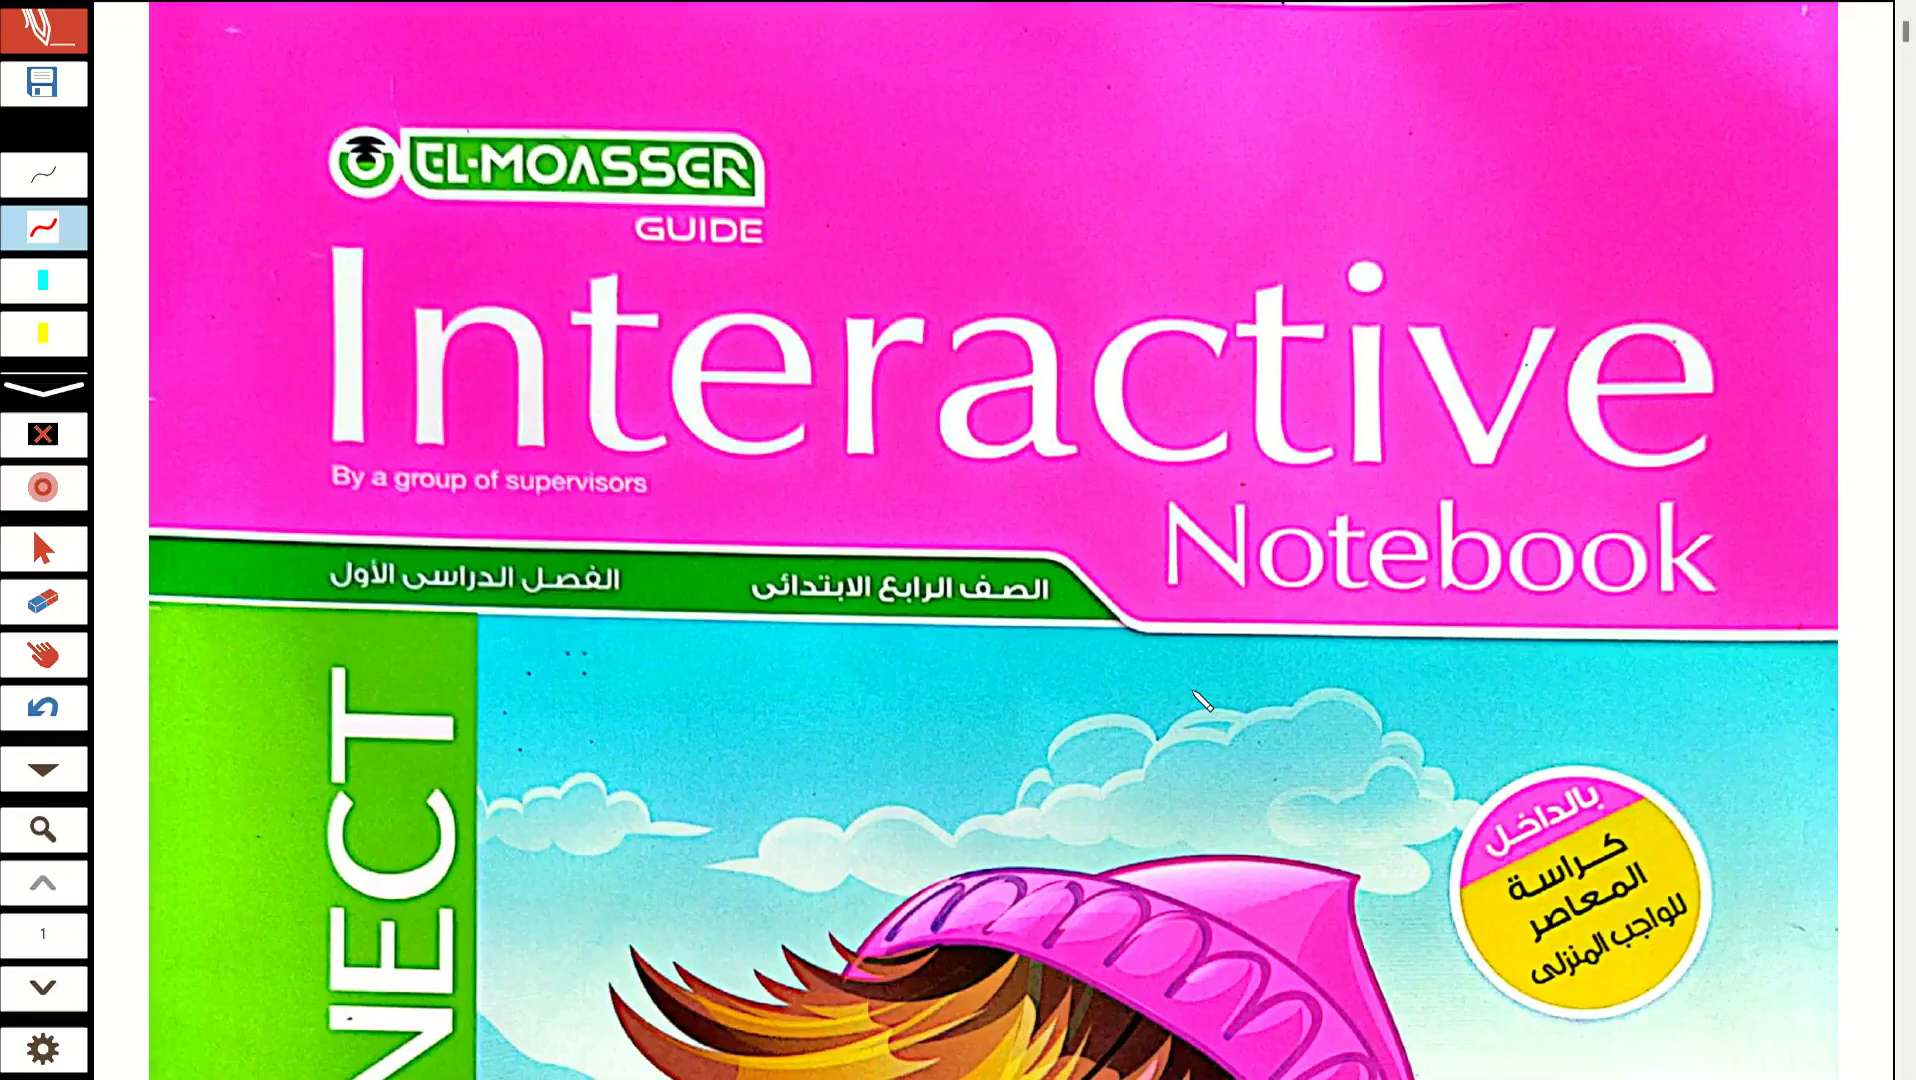 EL-MOASSER
GUIDE
Interactive
By a group of supervisors
Notebook
الصف الرابع الابتدائى
الفصل الدراسى الأول
NECT
بالداخل
كراسة
المعاصر
للواجب المنزلى
1